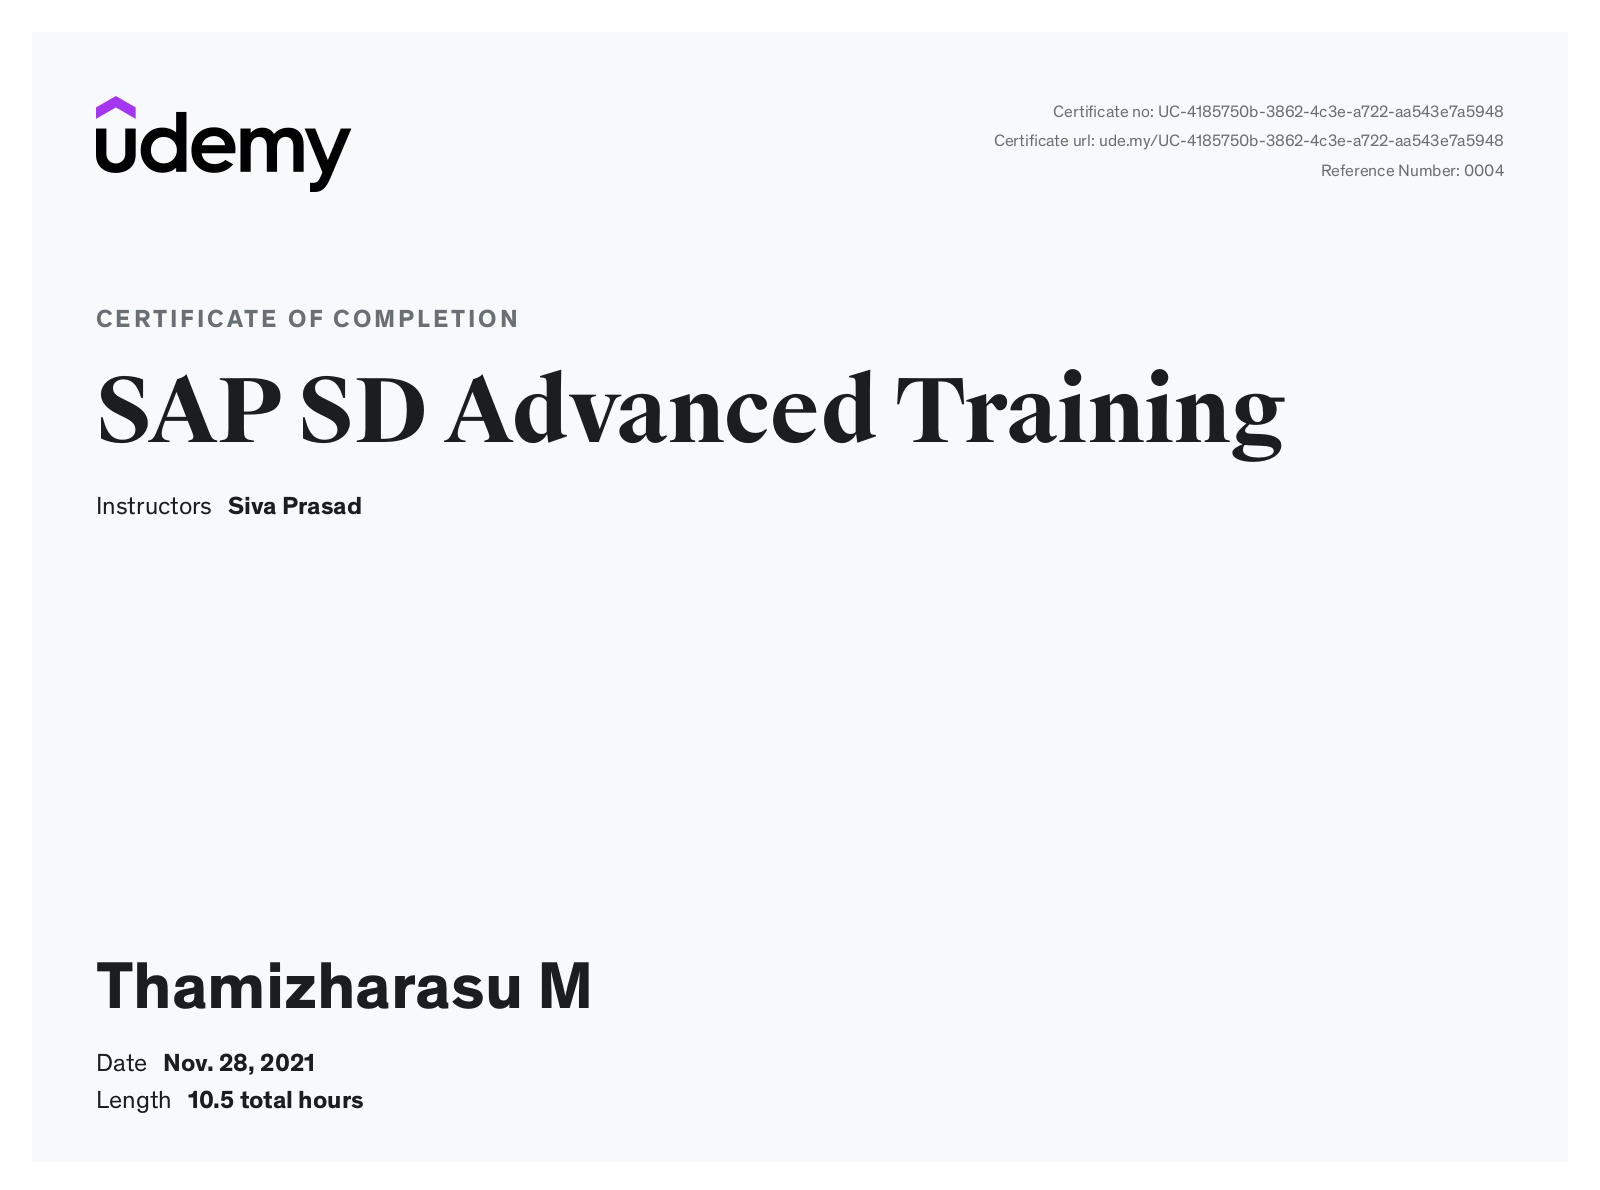 udemy
Certificate no: UC-4185750b-3862-4c3e-a722-aa543e7a5948
Certificate url: ude.my/UC-4185750b-3862-4c3e-a722-aa543e7a5948
Reference Number: 0004
CERTIFICATE OF COMPLETION
SAP SD Advanced Training
Instructors Siva Prasad
Thamizharasu M
Date Nov. 28, 2021
Length 10.5 total hours